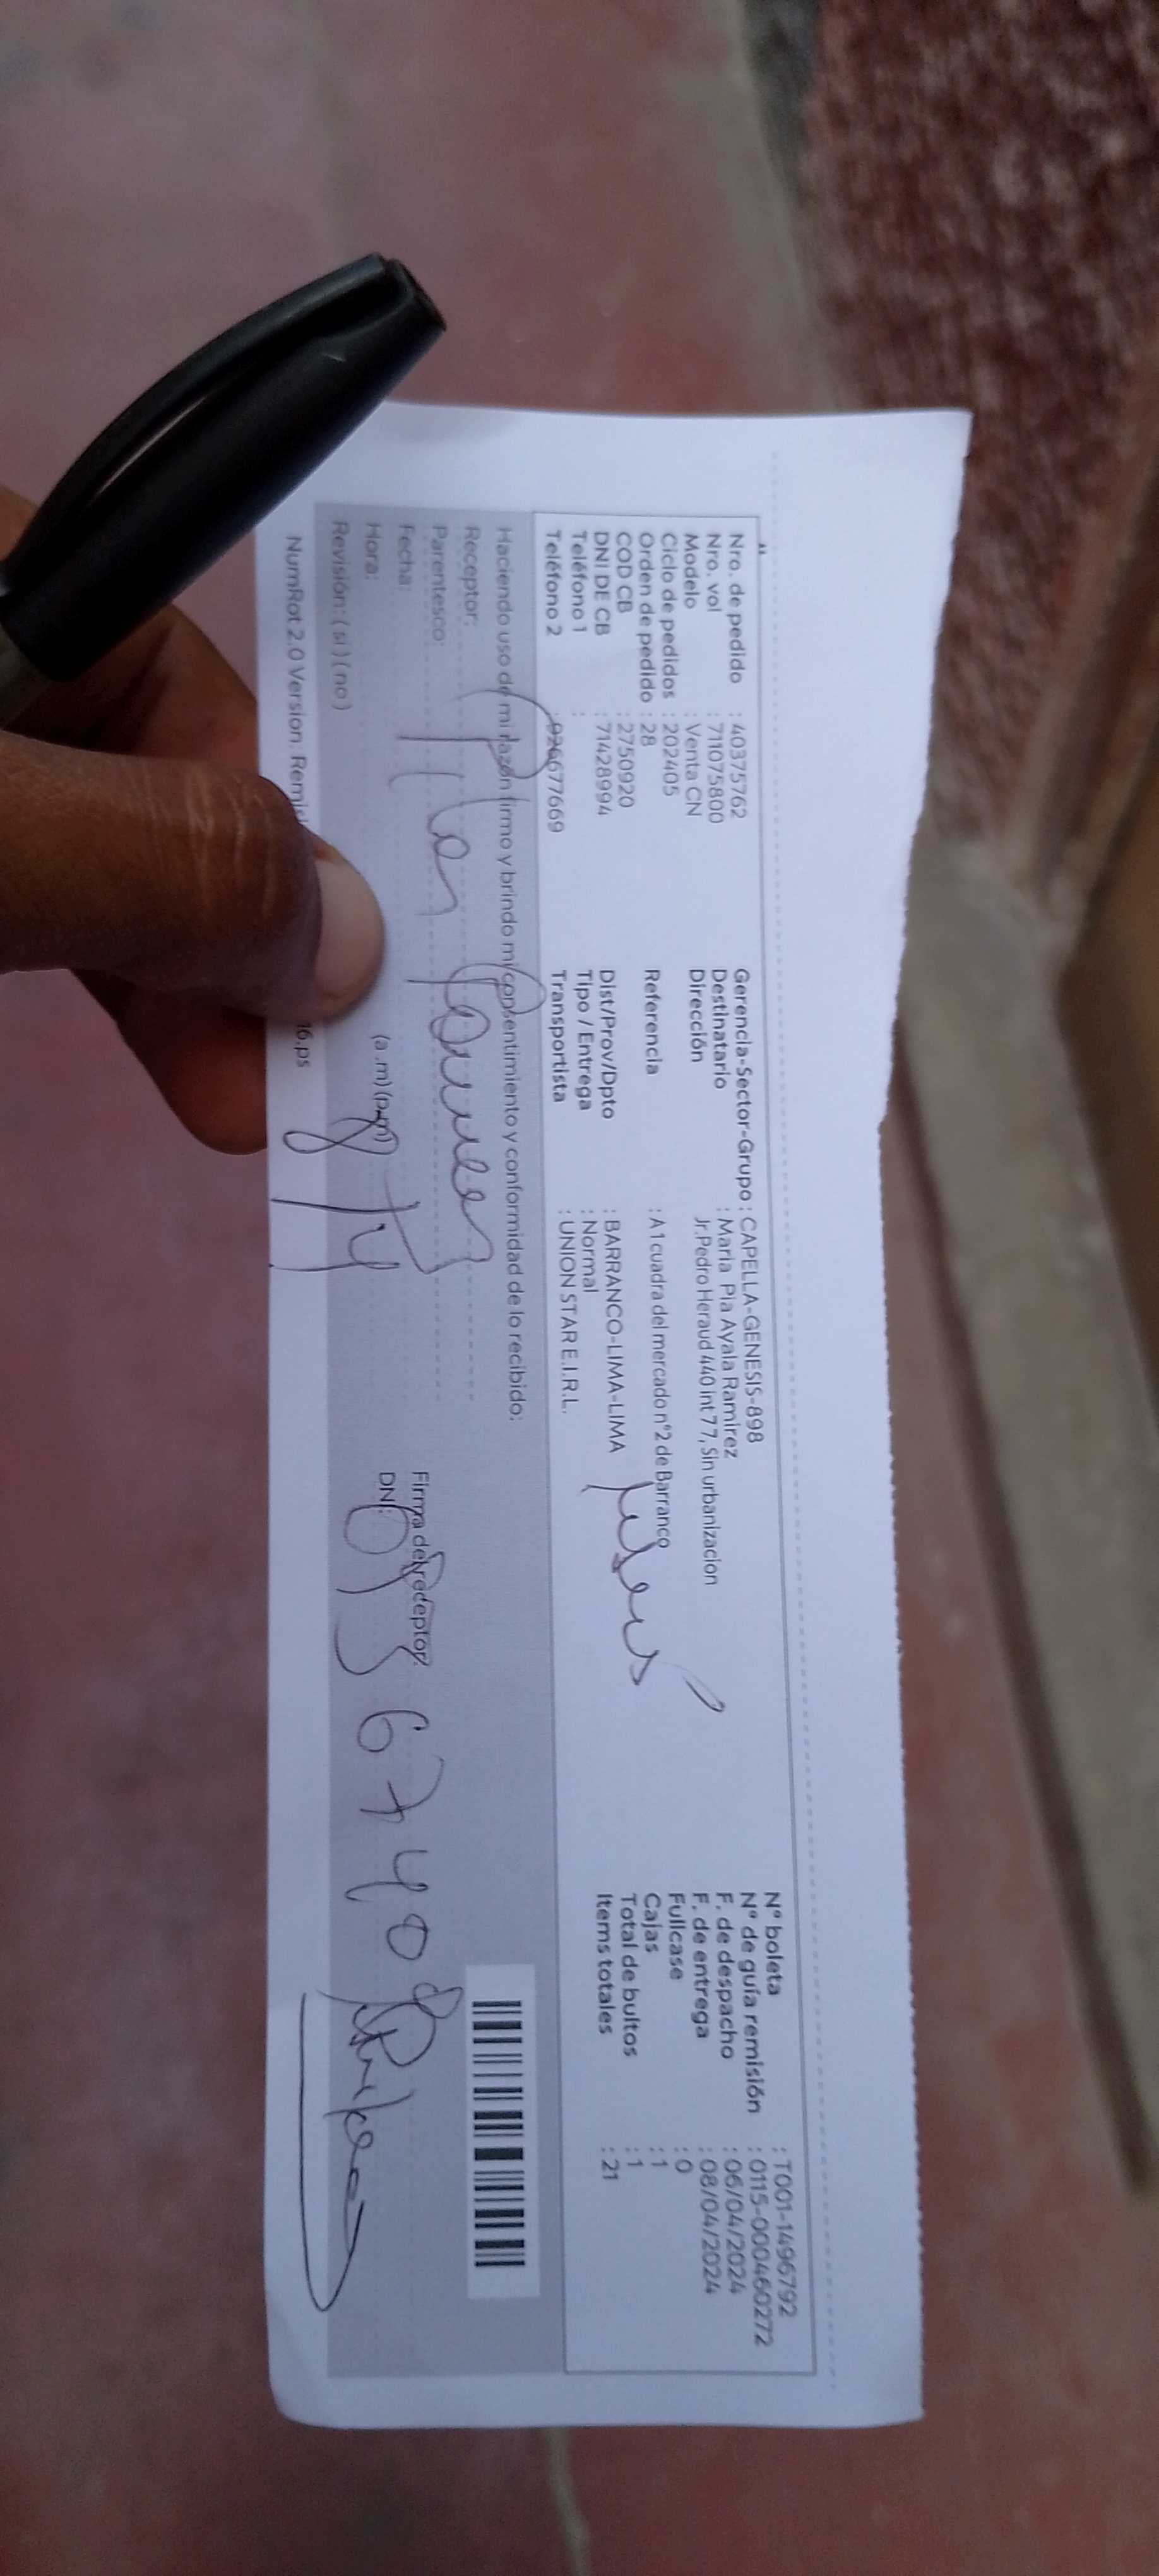 Nro. de pedido : 40375762
Nro. vol : 711075800
Modelo : Venta CN
Ciclo de pedidos : 202405
Orden de pedido : 28
COD CB : 2750920
DNI DE CB : 71428994
Teléfono 1 :
Teléfono 2 : 926677669
Gerencia-Sector-Grupo : CAPELLA-GENESIS-898
Destinatario : Maria Pia Ayala Ramirez
Dirección Jr.Pedro Heraud 440 int 77, Sin urbanizacion
Referencia : A 1 cuadra del mercado n°2 de Barranco
Dist/Prov/Dpto : BARRANCO-LIMA-LIMA
Tipo / Entrega : Normal
Transportista : UNION STAR E.I.R.L.
N° boleta : T001-1496792
N° de guía remisión : 0115-000460272
F. de despacho : 06/04/2024
F. de entrega : 08/04/2024
Fullcase : 0
Cajas : 1
Total de bultos : 1
Items totales : 21
Haciendo uso de mi razón firmo y brindo mi consentimiento y conformidad de lo recibido:
Receptor:
Parentesco:
Fecha:
Hora: (a.m) (p.m)
Revisión: ( si ) ( no )
Firma del receptor:
DNI:
NumRot 2.0 Version: 16.ps